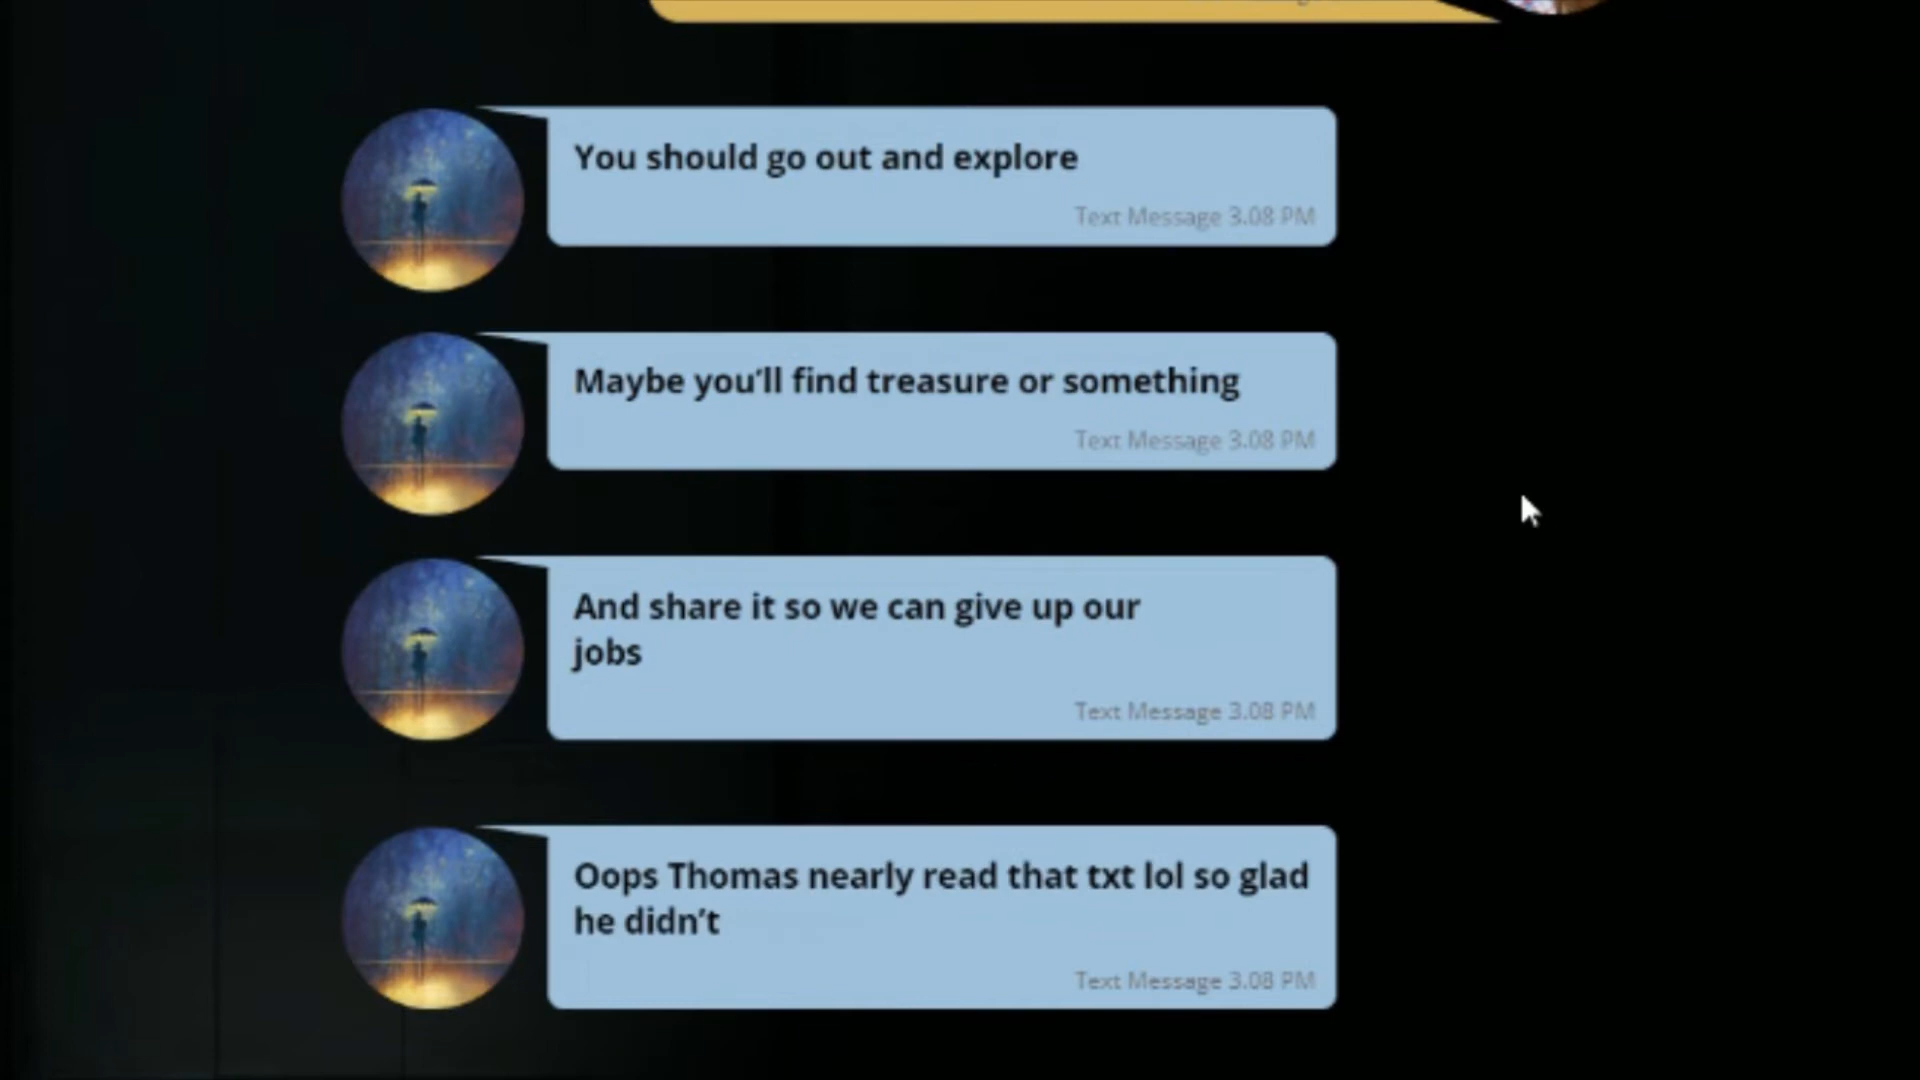 You should go out and explore
Text Message 3.08 PM
Maybe you'll find treasure or something
Text Message 3.08 PM
And share it so we can give up our
jobs
Text Message 3.08 PM
Oops Thomas nearly read that txt lol so glad
he didn't
Text Message 3.08 PM